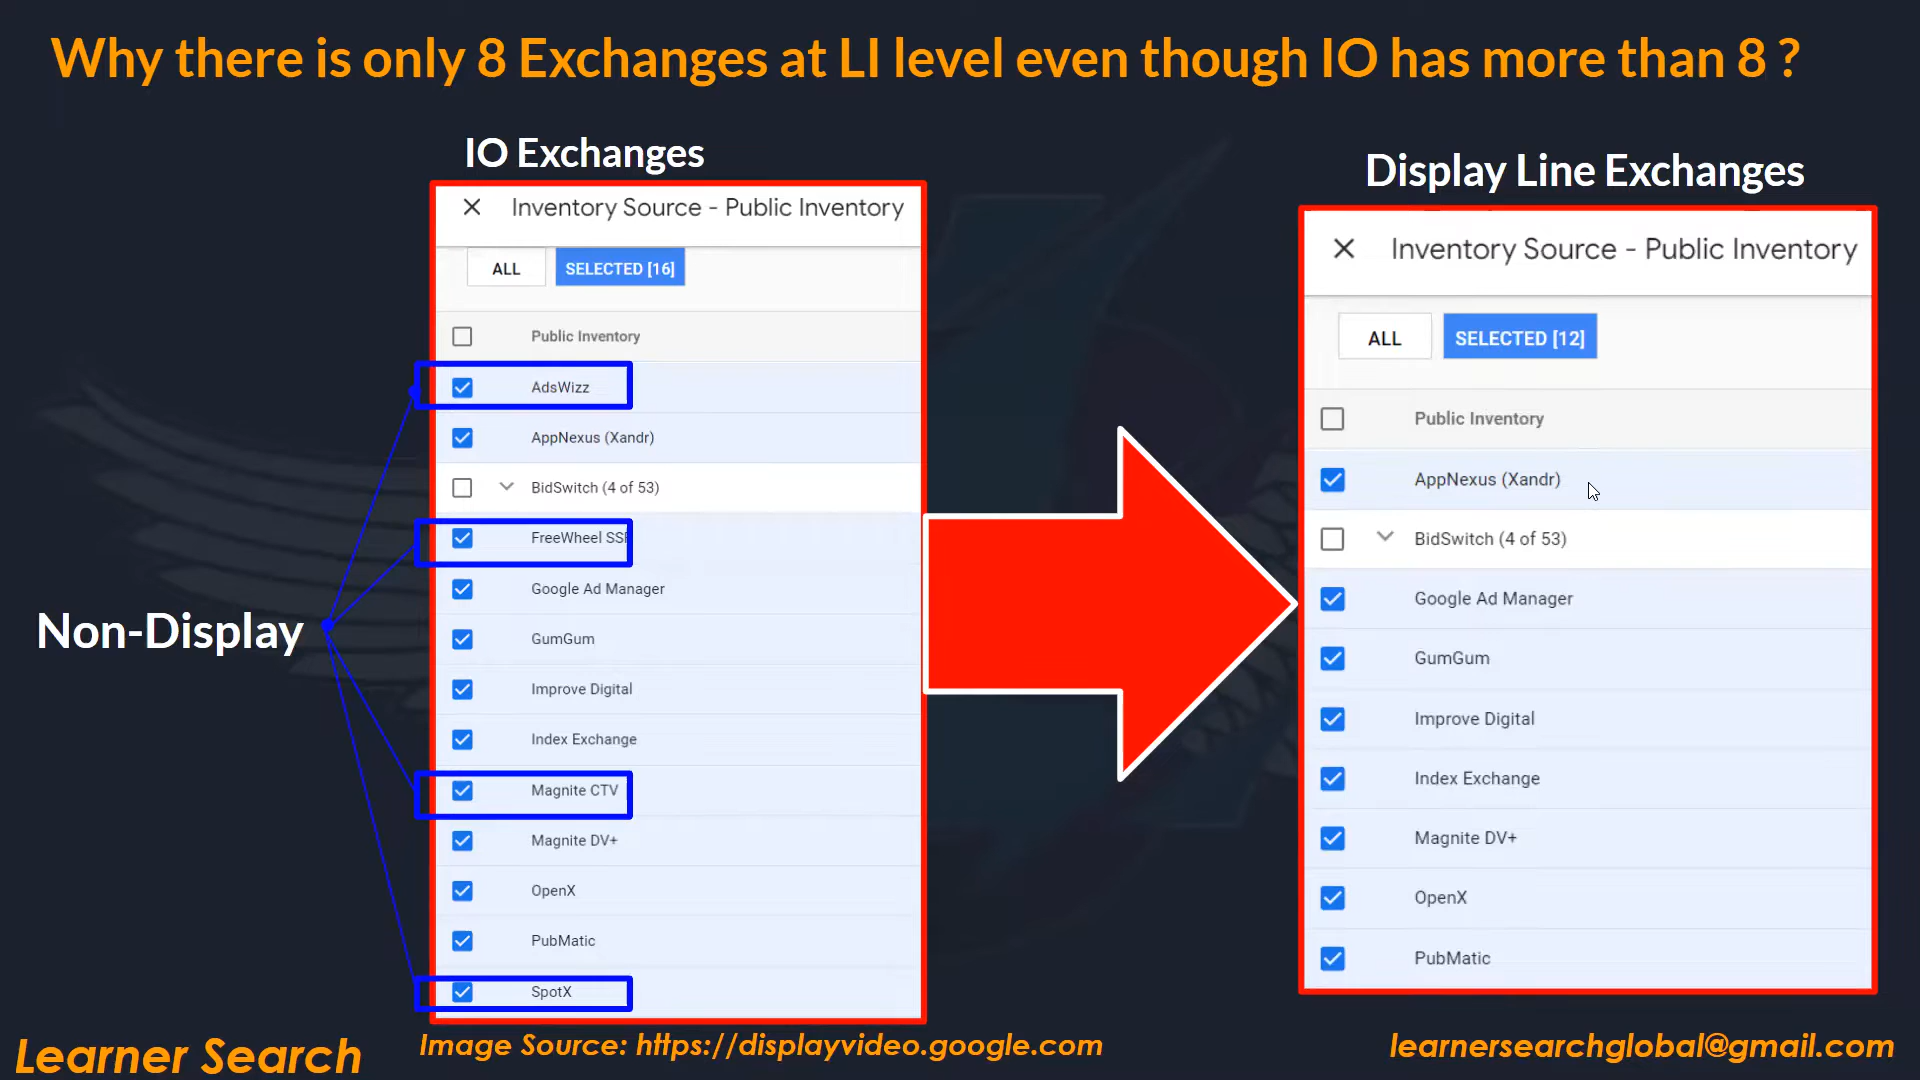 Why there is only 8 Exchanges at LI level even though IO has more than 8 ?
IO Exchanges
Inventory Source - Public Inventory
ALL
SELECTED [16]
Public Inventory
AdsWizz
AppNexus (Xandr)
BidSwitch (4 of 53)
FreeWheel SSP
Google Ad Manager
GumGum
Improve Digital
Index Exchange
Magnite CTV
Magnite DV+
OpenX
PubMatic
SpotX
Non-Display
Display Line Exchanges
Inventory Source - Public Inventory
ALL
SELECTED [12]
Public Inventory
AppNexus (Xandr)
BidSwitch (4 of 53)
Google Ad Manager
GumGum
Improve Digital
Index Exchange
Magnite DV+
OpenX
PubMatic
Learner Search
Image Source: https://displayvideo.google.com
learnersearchglobal@gmail.com